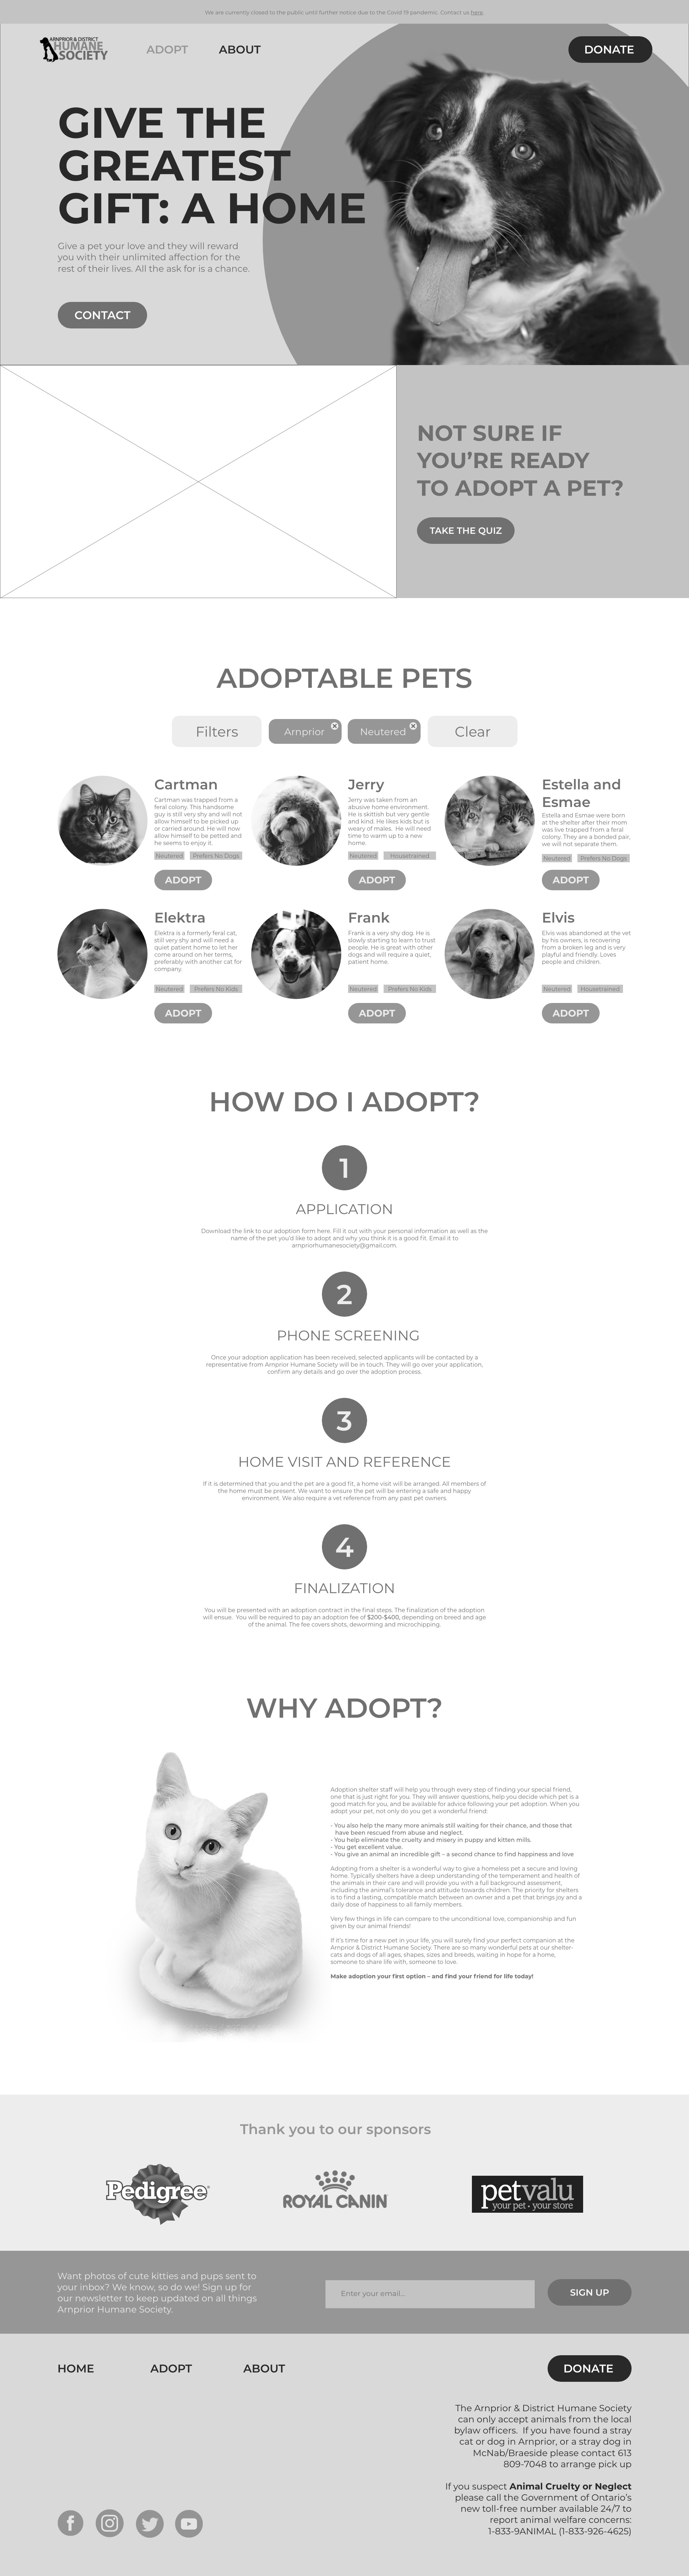 We are currently closed to the public until further notice due to the Covid 19 pandemic. Contact us here.
ARNPRIOR & DISTRICT
HUMANE
SOCIETY
ADOPT
ABOUT
DONATE
GIVE THE
GREATEST
GIFT: A HOME
Give a pet your love and they will reward
you with their unlimited affection for the
rest of their lives. All the ask for is a chance.
CONTACT
NOT SURE IF
YOU'RE READY
TO ADOPT A PET?
TAKE THE QUIZ
ADOPTABLE PETS
Filters
Arnprior
Neutered
Clear
Cartman
Cartman was trapped from a
feral colony. This handsome
guy is still very shy and will not
allow himself to be picked up
or carried around. He will now
allow himself to be petted and
he seems to enjoy it.
Neutered
Prefers No Dogs
ADOPT
Jerry
Jerry was taken from an
abusive home environment.
He is skittish but very gentle
and kind. He likes kids but is
weary of males. He will need
time to warm up to a new
home.
Neutered
Housetrained
ADOPT
Estella and
Esmae
Estella and Esmae were born
at the shelter after their mom
was live trapped from a feral
colony. They are a bonded pair,
we will not separate them.
Neutered
Prefers No Dogs
ADOPT
Elektra
Elektra is a formerly feral cat,
still very shy and will need a
quiet patient home to let her
come around on her terms,
preferably with another cat for
company.
Neutered
Prefers No Kids
ADOPT
Frank
Frank is a very shy dog. He is
slowly starting to learn to trust
people. He is great with other
dogs and will require a quiet,
patient home.
Neutered
Prefers No Kids
ADOPT
Elvis
Elvis was abandoned at the vet
by his owners, is recovering
from a broken leg and is very
playful and friendly. Loves
people and children.
Neutered
Housetrained
ADOPT
HOW DO I ADOPT?
1
APPLICATION
Download the link to our adoption form here. Fill it out with your personal information as well as the
name of the pet you'd like to adopt and why you think it is a good fit. Email it to
arnpriorhumanesociety@gmail.com.
2
PHONE SCREENING
Once your adoption application has been received, selected applicants will be contacted by a
representative from Arnprior Humane Society will be in touch. They will go over your application,
confirm any details and go over the adoption process.
3
HOME VISIT AND REFERENCE
If it is determined that you and the pet are a good fit, a home visit will be arranged. All members of
the home must be present. We want to ensure the pet will be entering a safe and happy
environment. We also require a vet reference from any past pet owners.
4
FINALIZATION
You will be presented with an adoption contract in the final steps. The finalization of the adoption
will ensue. You will be required to pay an adoption fee of $200-$400, depending on breed and age
of the animal. The fee covers shots, deworming and microchipping.
WHY ADOPT?
Adoption shelter staff will help you through every step of finding your special friend,
one that is just right for you. They will answer questions, help you decide which pet is a
good match for you, and be available for advice following your pet adoption. When you
adopt your pet, not only do you get a wonderful friend:
- You also help the many more animals still waiting for their chance, and those that
have been rescued from abuse and neglect.
- You help eliminate the cruelty and misery in puppy and kitten mills.
- You get excellent value.
- You give an animal an incredible gift – a second chance to find happiness and love
Adopting from a shelter is a wonderful way to give a homeless pet a secure and loving
home. Typically shelters have a deep understanding of the temperament and health of
the animals in their care and will provide you with a full background assessment,
including the animal's tolerance and attitude towards children. The priority for shelters
is to find a lasting, compatible match between an owner and a pet that brings joy and a
daily dose of happiness to all family members.
Very few things in life can compare to the unconditional love, companionship and fun
given by our animal friends!
If it's time for a new pet in your life, you will surely find your perfect companion at the
Arnprior & District Humane Society. There are so many wonderful pets at our shelter-
cats and dogs of all ages, shapes, sizes and breeds, waiting in hope for a home,
someone to share life with, someone to love.
Make adoption your first option – and find your friend for life today!
Thank you to our sponsors
Pedigree
ROYAL CANIN
petvalu
your pet • your store
Want photos of cute kitties and pups sent to
your inbox? We know, so do we! Sign up for
our newsletter to keep updated on all things
Arnprior Humane Society.
Enter your email...
SIGN UP
HOME
ADOPT
ABOUT
DONATE
The Arnprior & District Humane Society
can only accept animals from the local
bylaw officers. If you have found a stray
cat or dog in Arnprior, or a stray dog in
McNab/Braeside please contact 613
809-7048 to arrange pick up
If you suspect Animal Cruelty or Neglect
please call the Government of Ontario's
new toll-free number available 24/7 to
report animal welfare concerns:
1-833-9ANIMAL (1-833-926-4625)